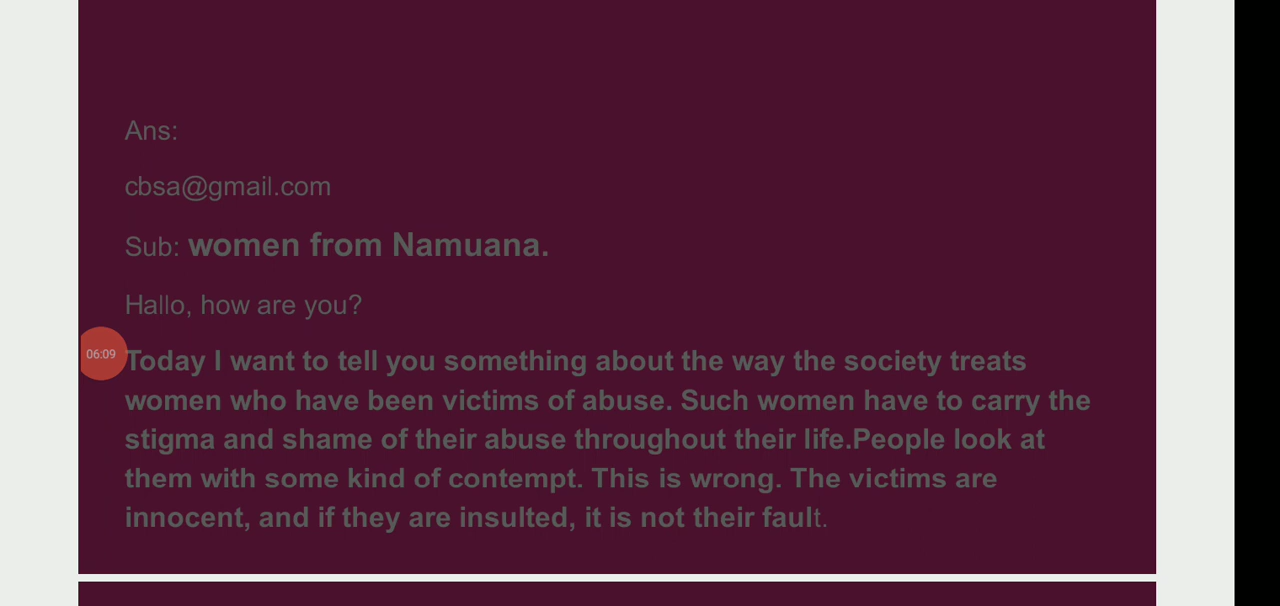 Ans:
cbsa@gmail.com
Sub: women from Namuana.
Hallo, how are you?
06:09
Today I want to tell you something about the way the society treats
women who have been victims of abuse. Such women have to carry the
stigma and shame of their abuse throughout their life.People look at
them with some kind of contempt. This is wrong. The victims are
innocent, and if they are insulted, it is not their fault.